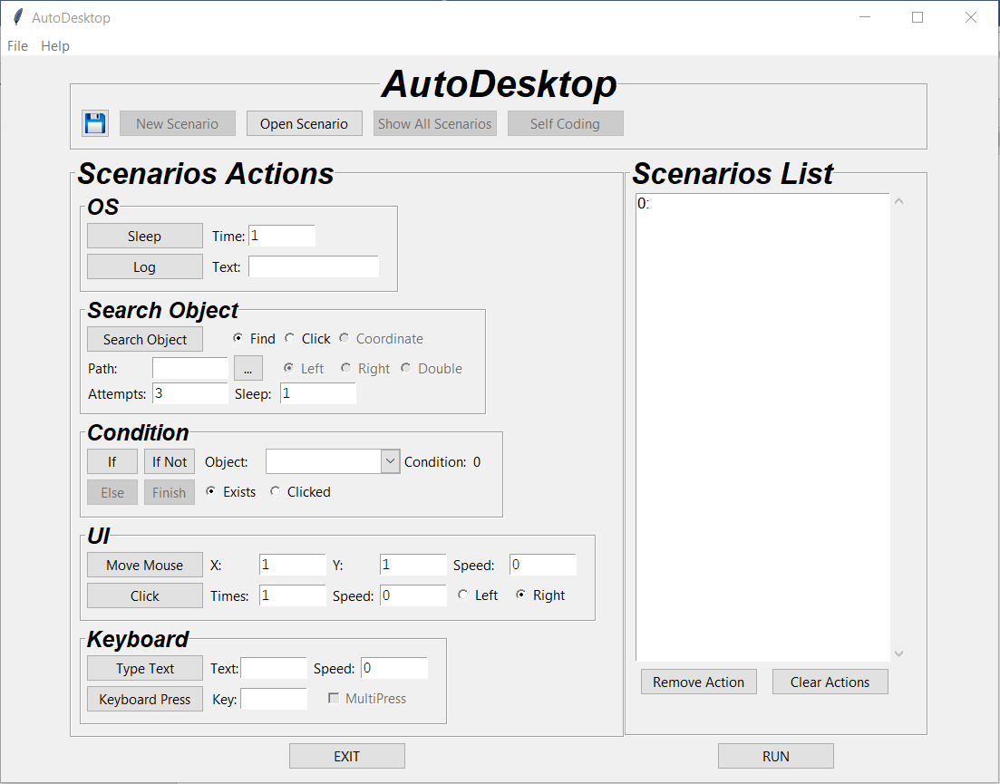 AutoDesktop
File Help
AutoDesktop
New Scenario Open Scenario Show All Scenarios Self Coding
Scenarios Actions
OS
Sleep Time: 1
Log Text:
Search Object
Search Object Find Click Coordinate
Path: ... Left Right Double
Attempts: 3 Sleep: 1
Condition
If If Not Object: Condition: 0
Else Finish Exists Clicked
UI
Move Mouse X: 1 Y: 1 Speed: 0
Click Times: 1 Speed: 0 Left Right
Keyboard
Type Text Text: Speed: 0
Keyboard Press Key: MultiPress
Scenarios List
0:
Remove Action Clear Actions
EXIT RUN